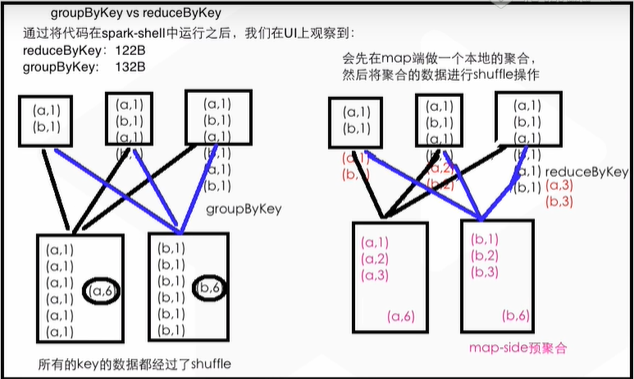 groupByKey vs reduceByKey
通过将代码在spark-shell中运行之后，我们在UI上观察到：
reduceByKey：122B
groupByKey: 132B
会先在map端做一个本地的聚合，
然后将聚合的数据进行shuffle操作
(a,1)
(b,1)
(a,1)
(b,1)
(a,1)
(b,1)
(a,1)
(b,1)
(a,1)
(b,1)
(a,1)
(b,1)
groupByKey
(a,1)
(a,1)
(a,1)
(a,1)
(a,1)
(a,1)
(a,6)
(b,1)
(b,1)
(b,1)
(b,1)
(b,1)
(b,1)
(b,6
所有的key的数据都经过了shuffle
(a,1)
(b,1)
(a,1)
(b,1)
(a,1)
(b,1)
(a,1)
(b,1)
(a,1)
(b,1)
(a,1)
(b,1)
(a,1)
(b,1)
(a,2)
(b,2)
reduceByKey
(a,3)
(b,3)
(a,1)
(a,2)
(a,3)
(a,6)
(b,1)
(b,2)
(b,3)
(b,6)
map-side预聚合